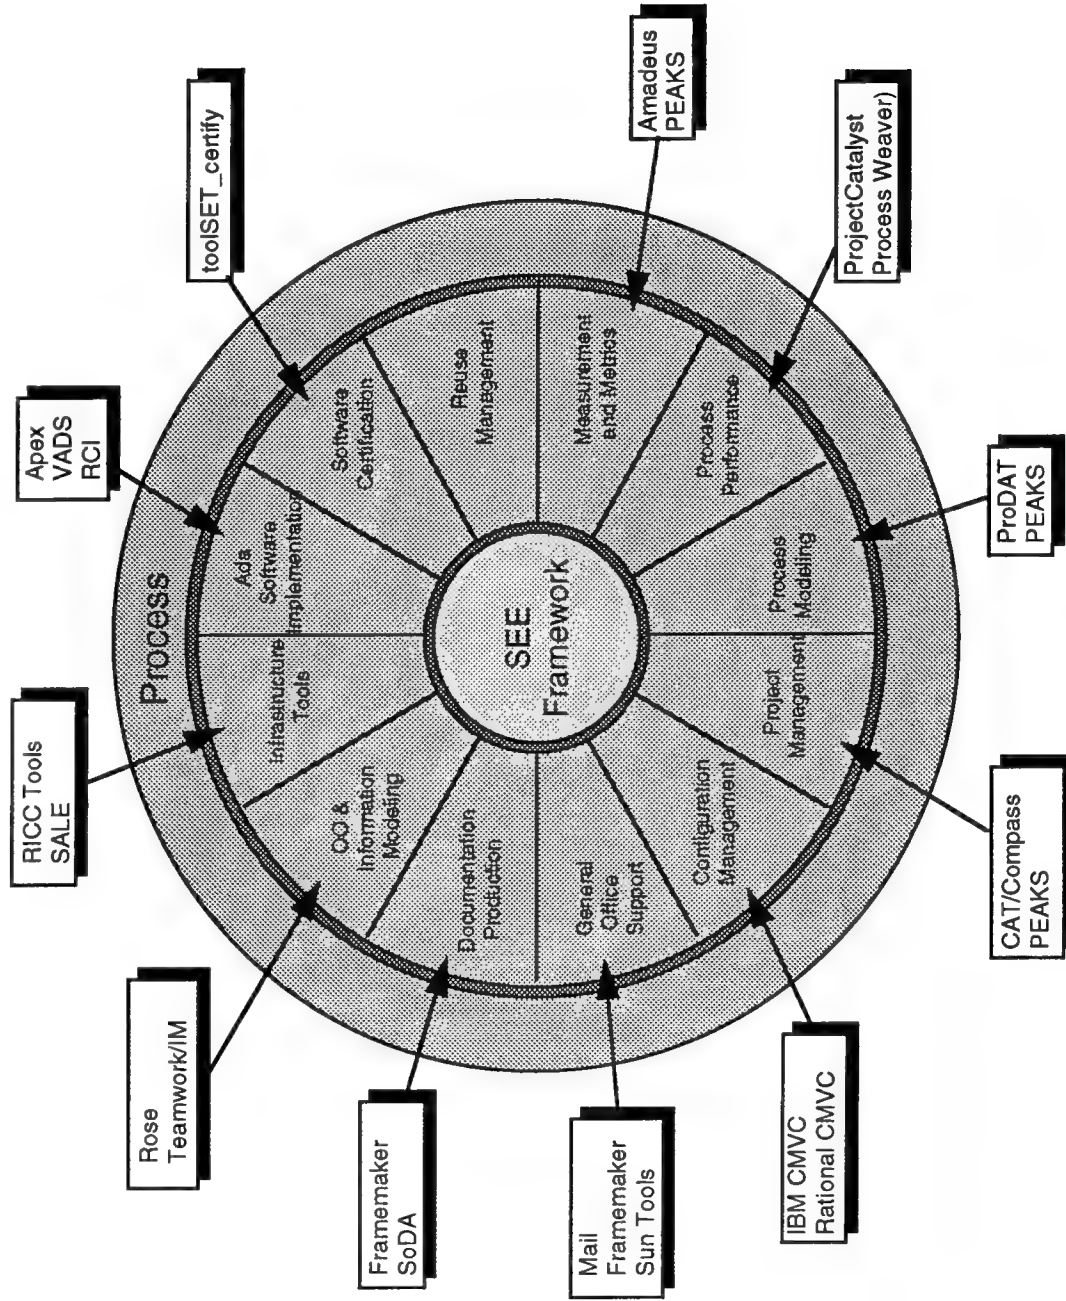 RICC Tools
SALE
Apex
VADS
RCI
Rose
Teamwork/IM
Process
toolSET_certify
Infrastructure
Tools
Ada
Software
Implementation
OO &
Information
Modeling
Software
Certification
Framemaker
SoDA
Documentation
Production
Reuse
Management
SEE
Framework
Mail
Framemaker
Sun Tools
General
Office
Support
Measurement
and Metrics
Amadeus
PEAKS
Configuration
Management
Process
Performance
IBM CMVC
Rational CMVC
Project
Management
Process
Modeling
ProjectCatalyst
Process Weaver)
CAT/Compass
PEAKS
ProDAT
PEAKS